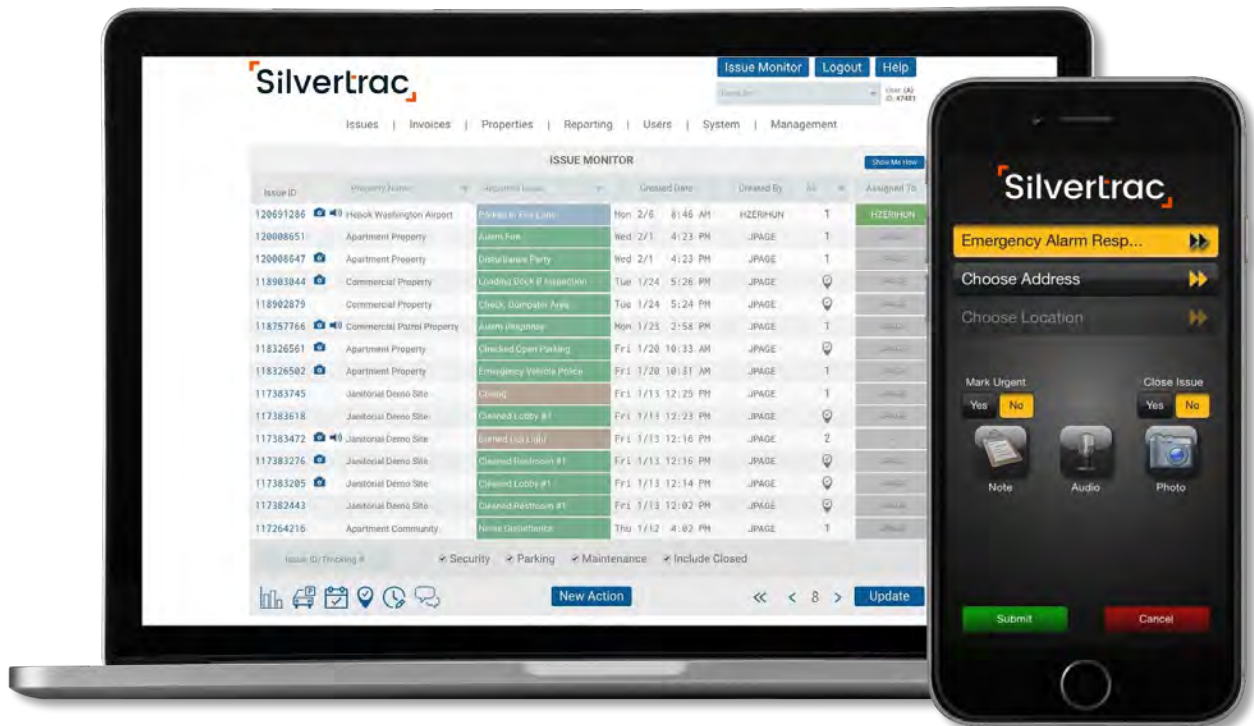 Silvertrac
Issue Monitor Logout Help
Issues | Invoices | Properties | Reporting | Users | System | Management
ISSUE MONITOR
Show Me How
Issue ID Property Name Reported Issue Created Date Created By All Assigned To
120691286 Henok Washington Airport Parked In Fire Lane Mon 2/6 8:46 AM HZERIHUN 1 HZERIHUN
120008651 Apartment Property Alarm Fire Wed 2/1 4:23 PM JPAGE 1
120008647 Apartment Property Disturbance Party Wed 2/1 4:23 PM JPAGE 1
118903044 Commercial Property Loading Dock Inspection Tue 1/24 5:26 PM JPAGE
118902879 Commercial Property Check Dumpster Area Tue 1/24 5:24 PM JPAGE
118757766 Commercial Patrol Property Alarm Response Mon 1/23 2:58 PM JPAGE 1
118326561 Apartment Property Checked Open Parking Fri 1/20 10:33 AM JPAGE
118326502 Apartment Property Emergency Vehicle Police Fri 1/20 10:31 AM JPAGE 1
117383745 Janitorial Demo Site Fri 1/13 12:25 PM JPAGE 1
117383618 Janitorial Demo Site Cleaned Lobby #1 Fri 1/13 12:23 PM JPAGE
117383472 Janitorial Demo Site Burned Out Light Fri 1/13 12:16 PM JPAGE 2
117383276 Janitorial Demo Site Cleaned Restroom #1 Fri 1/13 12:16 PM JPAGE
117383205 Janitorial Demo Site Cleaned Lobby #1 Fri 1/13 12:14 PM JPAGE
117382443 Janitorial Demo Site Cleaned Restroom #1 Fri 1/13 12:02 PM JPAGE
117264216 Apartment Community Noise Disturbance Thu 1/12 4:02 PM JPAGE 1
Issue ID/Tracking #
Security Parking Maintenance Include Closed
New Action << < 8 > Update
Silvertrac
Emergency Alarm Resp...
Choose Address
Choose Location
Mark Urgent Close Issue
Yes No Yes No
Note Audio Photo
Submit Cancel